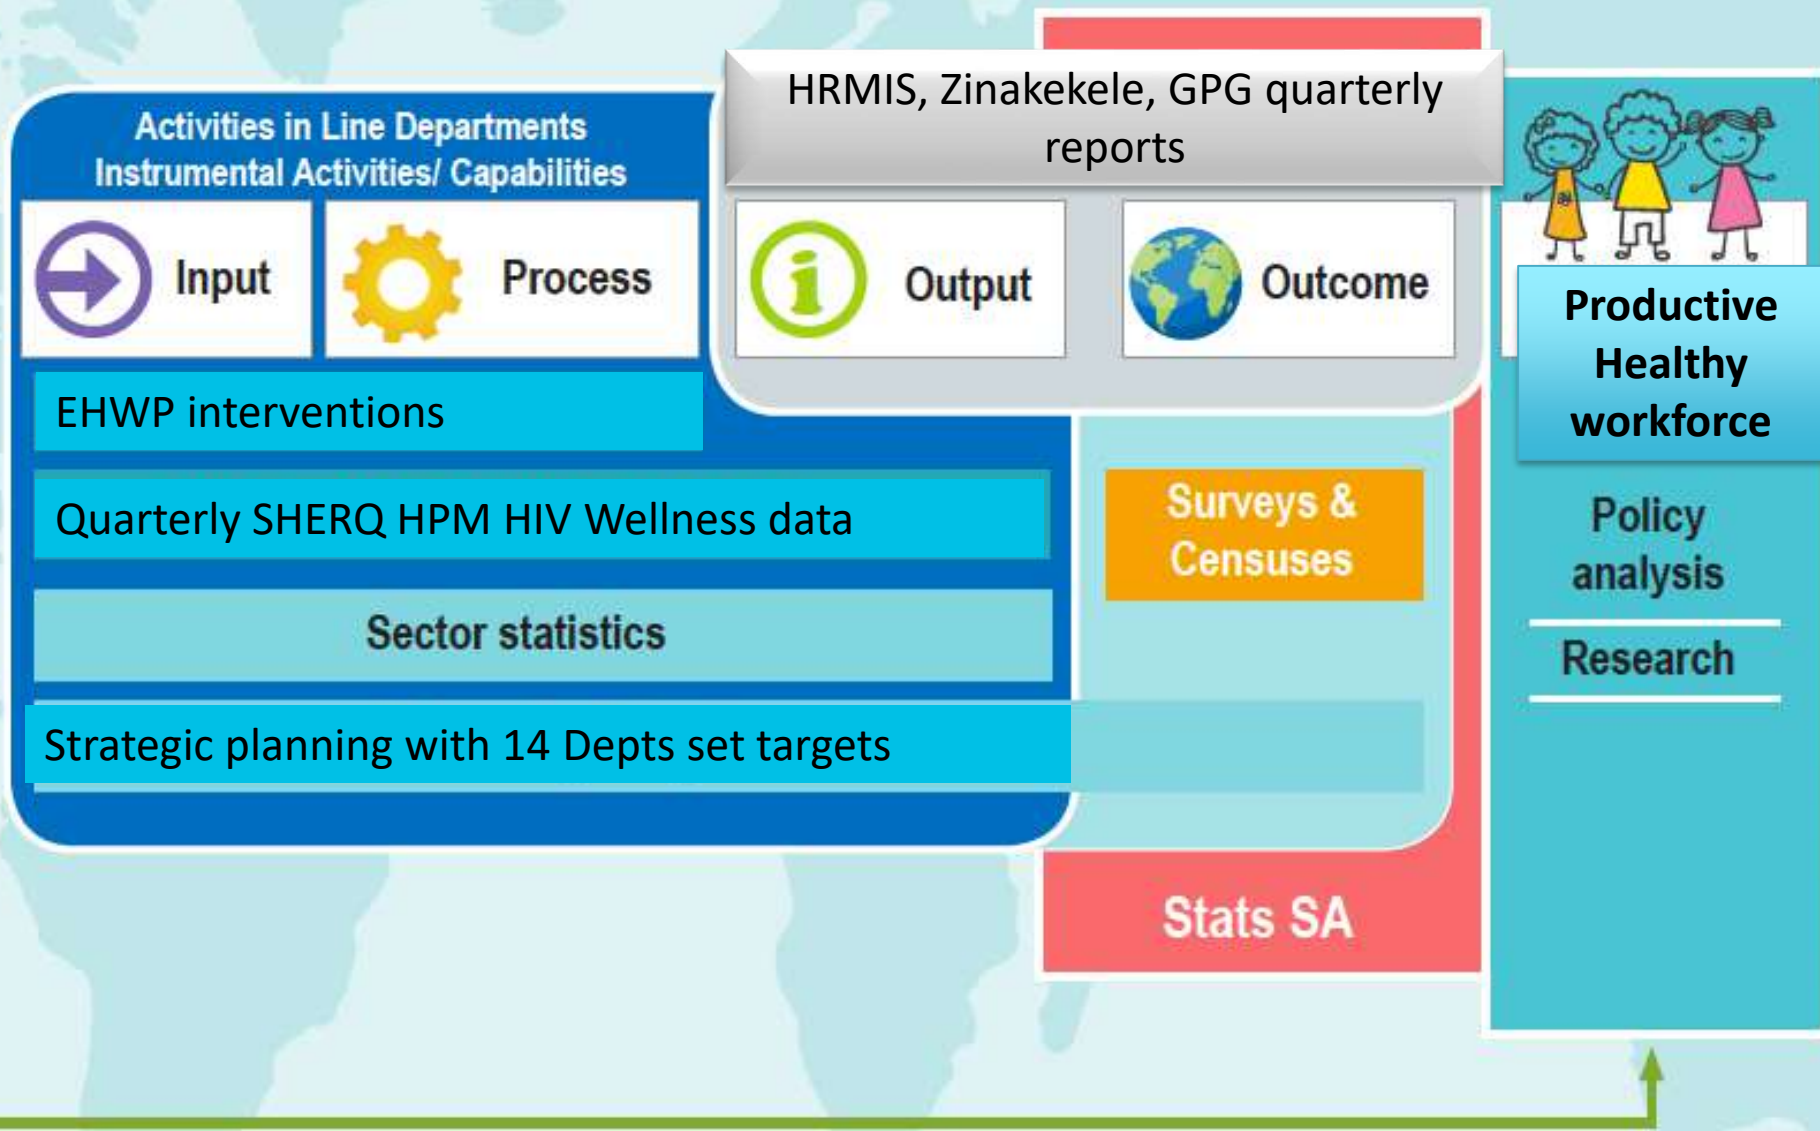 Activities in Line Departments
Instrumental Activities/ Capabilities
HRMIS, Zinakekele, GPG quarterly
reports
Input
Process
Output
Outcome
Productive
Healthy
workforce
EHWP interventions
Quarterly SHERQ HPM HIV Wellness data
Sector statistics
Strategic planning with 14 Depts set targets
Surveys &
Censuses
Stats SA
Policy
analysis
Research